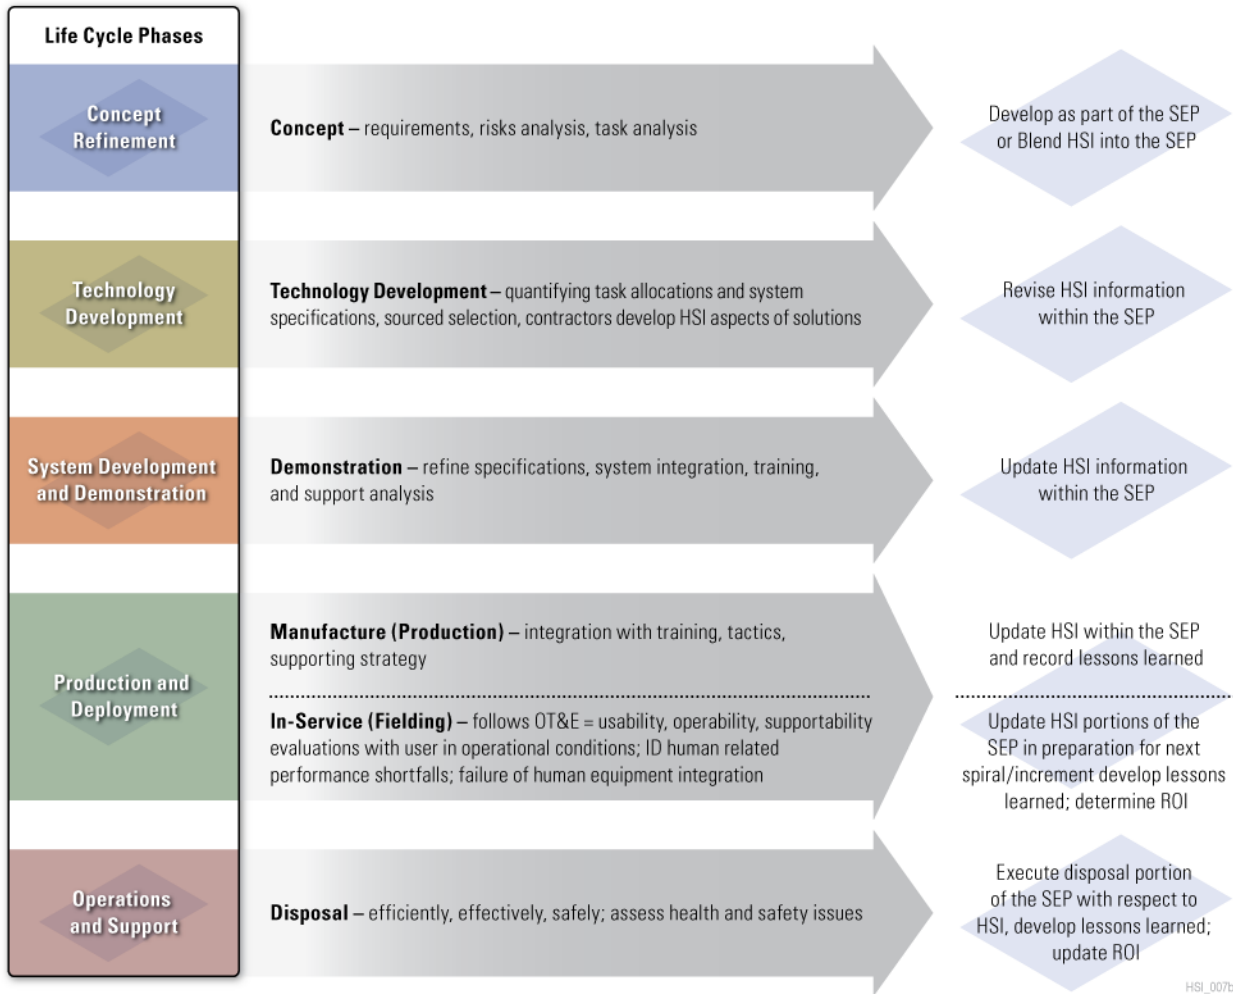 Life Cycle Phases
Concept
Refinement
Concept – requirements, risks analysis, task analysis
Develop as part of the SEP
or Blend HSI into the SEP
Technology
Development
Technology Development – quantifying task allocations and system
specifications, sourced selection, contractors develop HSI aspects of solutions
Revise HSI information
within the SEP
System Development
and Demonstration
Demonstration – refine specifications, system integration, training,
and support analysis
Update HSI information
within the SEP
Production and
Deployment
Manufacture (Production) – integration with training, tactics,
supporting strategy
Update HSI within the SEP
and record lessons learned
In-Service (Fielding) – follows OT&E = usability, operability, supportability
evaluations with user in operational conditions; ID human related
performance shortfalls; failure of human equipment integration
Update HSI portions of the
SEP in preparation for next
spiral/increment develop lessons
learned; determine ROI
Operations
and Support
Disposal – efficiently, effectively, safely; assess health and safety issues
Execute disposal portion
of the SEP with respect to
HSI, develop lessons learned;
update ROI
HSI_007b